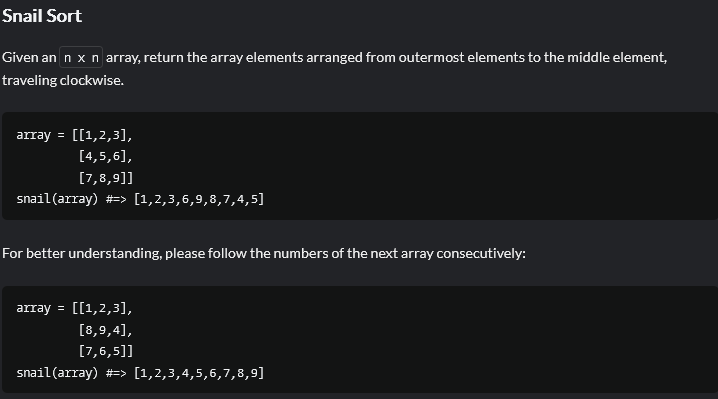 Snail Sort
Given an n x n array, return the array elements arranged from outermost elements to the middle element,
traveling clockwise.
array = [[1,2,3],
         [4,5,6],
         [7,8,9]]
snail(array) #=> [1,2,3,6,9,8,7,4,5]
For better understanding, please follow the numbers of the next array consecutively:
array = [[1,2,3],
         [8,9,4],
         [7,6,5]]
snail(array) #=> [1,2,3,4,5,6,7,8,9]